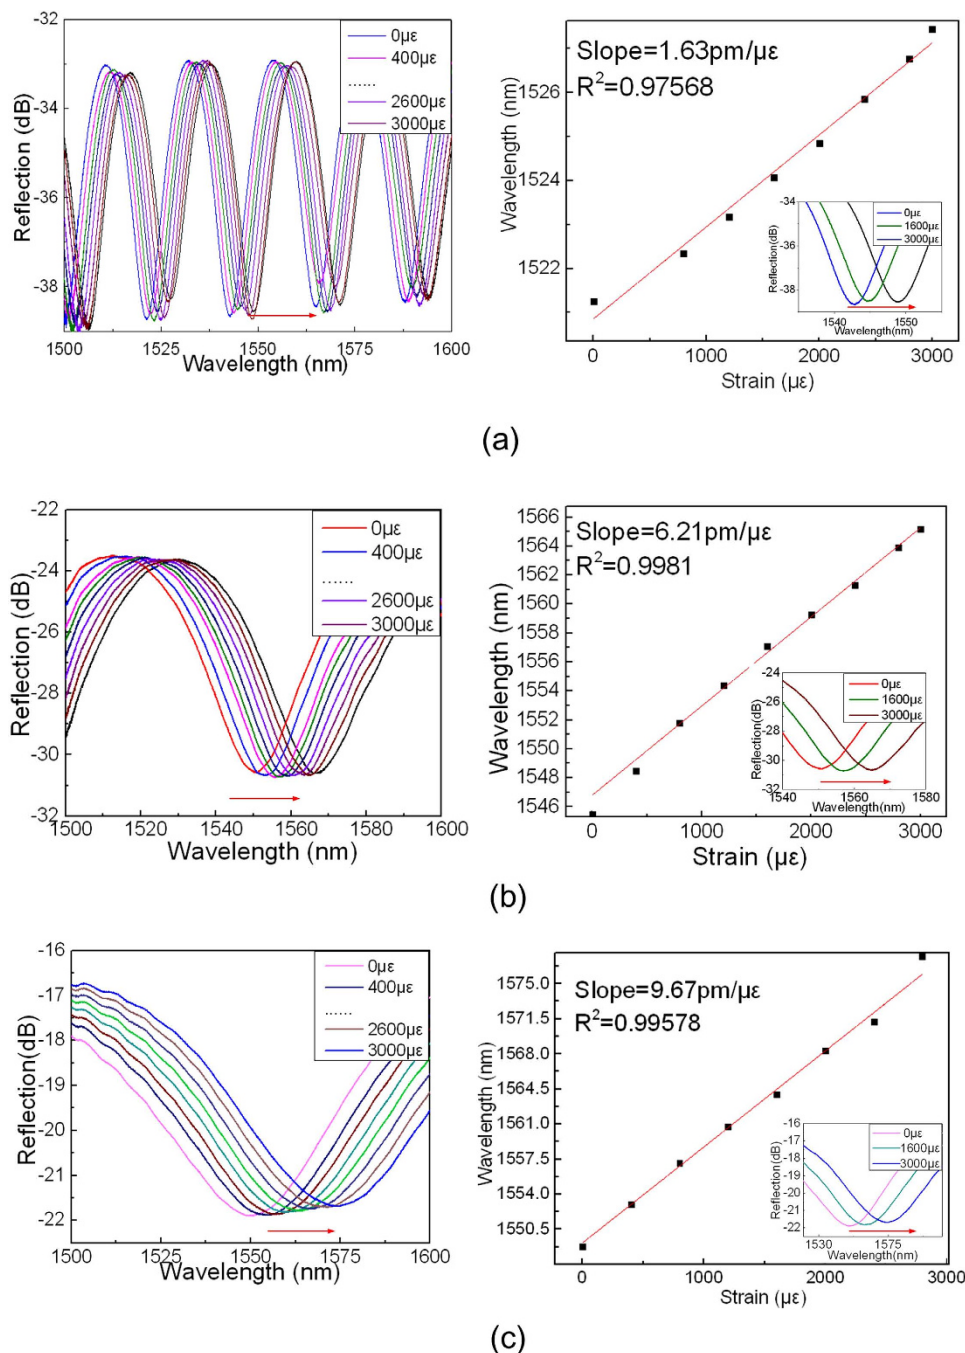 -32
-34
-36
-38
Reflection (dB)
0µε
400µε
......
2600µε
3000µε
1500
1525
1550
1575
1600
Wavelength (nm)
Slope=1.63pm/µε
R²=0.97568
1526
1524
1522
Wavelength (nm)
0
1000
2000
3000
Strain (µε)
-34
-36
-38
Reflection(dB)
0µε
1600µε
3000µε
1540
1550
Wavelength(nm)
(a)
-22
-24
-26
-28
-30
-32
Reflection (dB)
0µε
400µε
......
2600µε
3000µε
1500
1520
1540
1560
1580
1600
Wavelength (nm)
Slope=6.21pm/µε
R²=0.9981
1566
1564
1562
1560
1558
1556
1554
1552
1550
1548
1546
Wavelength (nm)
0
1000
2000
3000
Strain (µε)
-24
-26
-28
-30
-32
Reflection(dB)
0µε
1600µε
3000µε
1540
1560
1580
Wavelength(nm)
(b)
-16
-17
-18
-19
-20
-21
-22
Reflection(dB)
0µε
400µε
......
2600µε
3000µε
1500
1525
1550
1575
1600
Wavelength (nm)
Slope=9.67pm/µε
R²=0.99578
1575.0
1571.5
1568.0
1564.5
1561.0
1557.5
1554.0
1550.5
Wavelength (nm)
0
1000
2000
3000
Strain (µε)
-16
-17
-18
-19
-20
-21
-22
Reflection(dB)
0µε
1600µε
3000µε
1530
1575
Wavelength(nm)
(c)